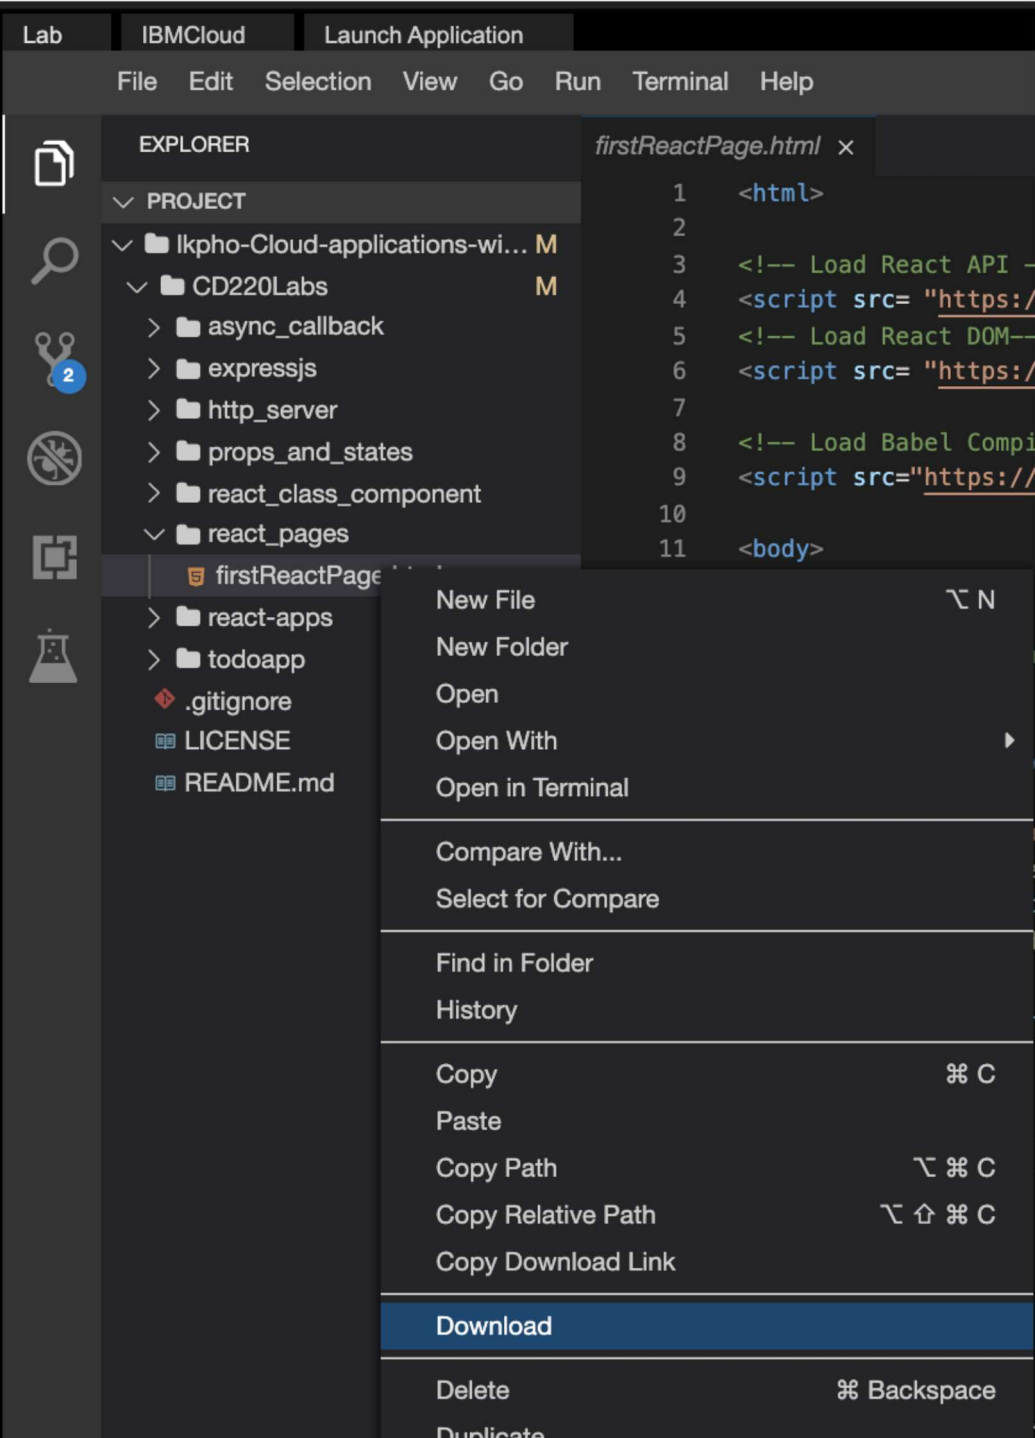 Lab IBMCloud Launch Application
File Edit Selection View Go Run Terminal Help
EXPLORER
PROJECT
lkpho-Cloud-applications-wi... M
CD220Labs M
async_callback
expressjs
http_server
props_and_states
react_class_component
react_pages
firstReactPage
react-apps
todoapp
.gitignore
LICENSE
README.md
2
firstReactPage.html ×
1 <html>
2
3 <!-- Load React API
4 <script src= "https:/
5 <!-- Load React DOM--
6 <script src= "https:/
7
8 <!-- Load Babel Compi
9 <script src="https://
10
11 <body>
New File ⌥ N
New Folder
Open
Open With
Open in Terminal
Compare With...
Select for Compare
Find in Folder
History
Copy ⌘ C
Paste
Copy Path ⌥ ⌘ C
Copy Relative Path ⌥ ⇧ ⌘ C
Copy Download Link
Download
Delete ⌘ Backspace
Duplicate